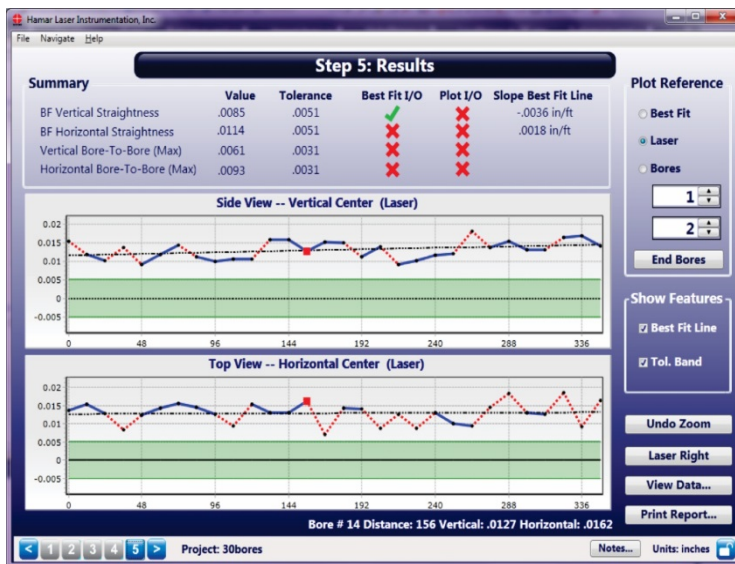 Hamar Laser Instrumentation, Inc.
File Navigate Help
Step 5: Results
Summary
Value Tolerance Best Fit I/O Plot I/O Slope Best Fit Line
BF Vertical Straightness .0085 .0051 -.0036 in/ft
BF Horizontal Straightness .0114 .0051 .0018 in/ft
Vertical Bore-To-Bore (Max) .0061 .0031
Horizontal Bore-To-Bore (Max) .0093 .0031
Plot Reference
Best Fit
Laser
Bores
1
2
End Bores
Side View -- Vertical Center (Laser)
0.02
0.015
0.01
0.005
0
-0.005
0 48 96 144 192 240 288 336
Top View -- Horizontal Center (Laser)
0.02
0.015
0.01
0.005
0
-0.005
0 48 96 144 192 240 288 336
Show Features
Best Fit Line
Tol. Band
Undo Zoom
Laser Right
View Data...
Print Report...
Bore # 14 Distance: 156 Vertical: .0127 Horizontal: .0162
< 1 2 3 4 5 > Project: 30bores Notes... Units: inches